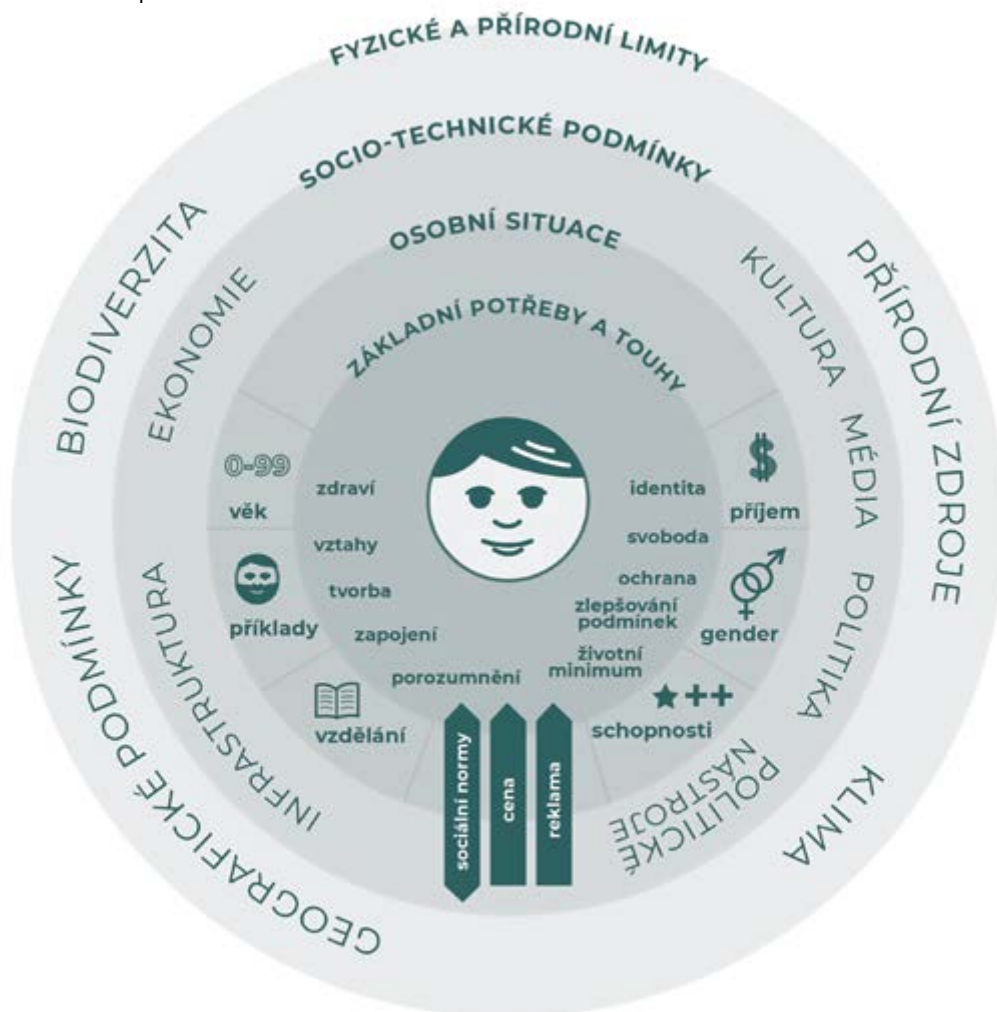 FYZICKÉ A PŘÍRODNÍ LIMITY
SOCIO-TECHNICKÉ PODMÍNKY
OSOBNÍ SITUACE
ZÁKLADNÍ POTŘEBY A TOUHY
BIODIVERZITA
EKONOMIE
KULTURA
PŘÍRODNÍ ZDROJE
MÉDIA
0-99
věk
zdraví
identita
$
příjem
vztahy
svoboda
tvorba
ochrana
příklady
zapojení
zlepšování
podmínek
gender
porozumnění
životní
minimum
vzdělání
++
schopnosti
sociální normy
cena
reklama
INFRASTRUKTURA
POLITIKA
POLITICKÉ
NÁSTROJE
GEOGRAFICKÉ PODMÍNKY
KLIMA